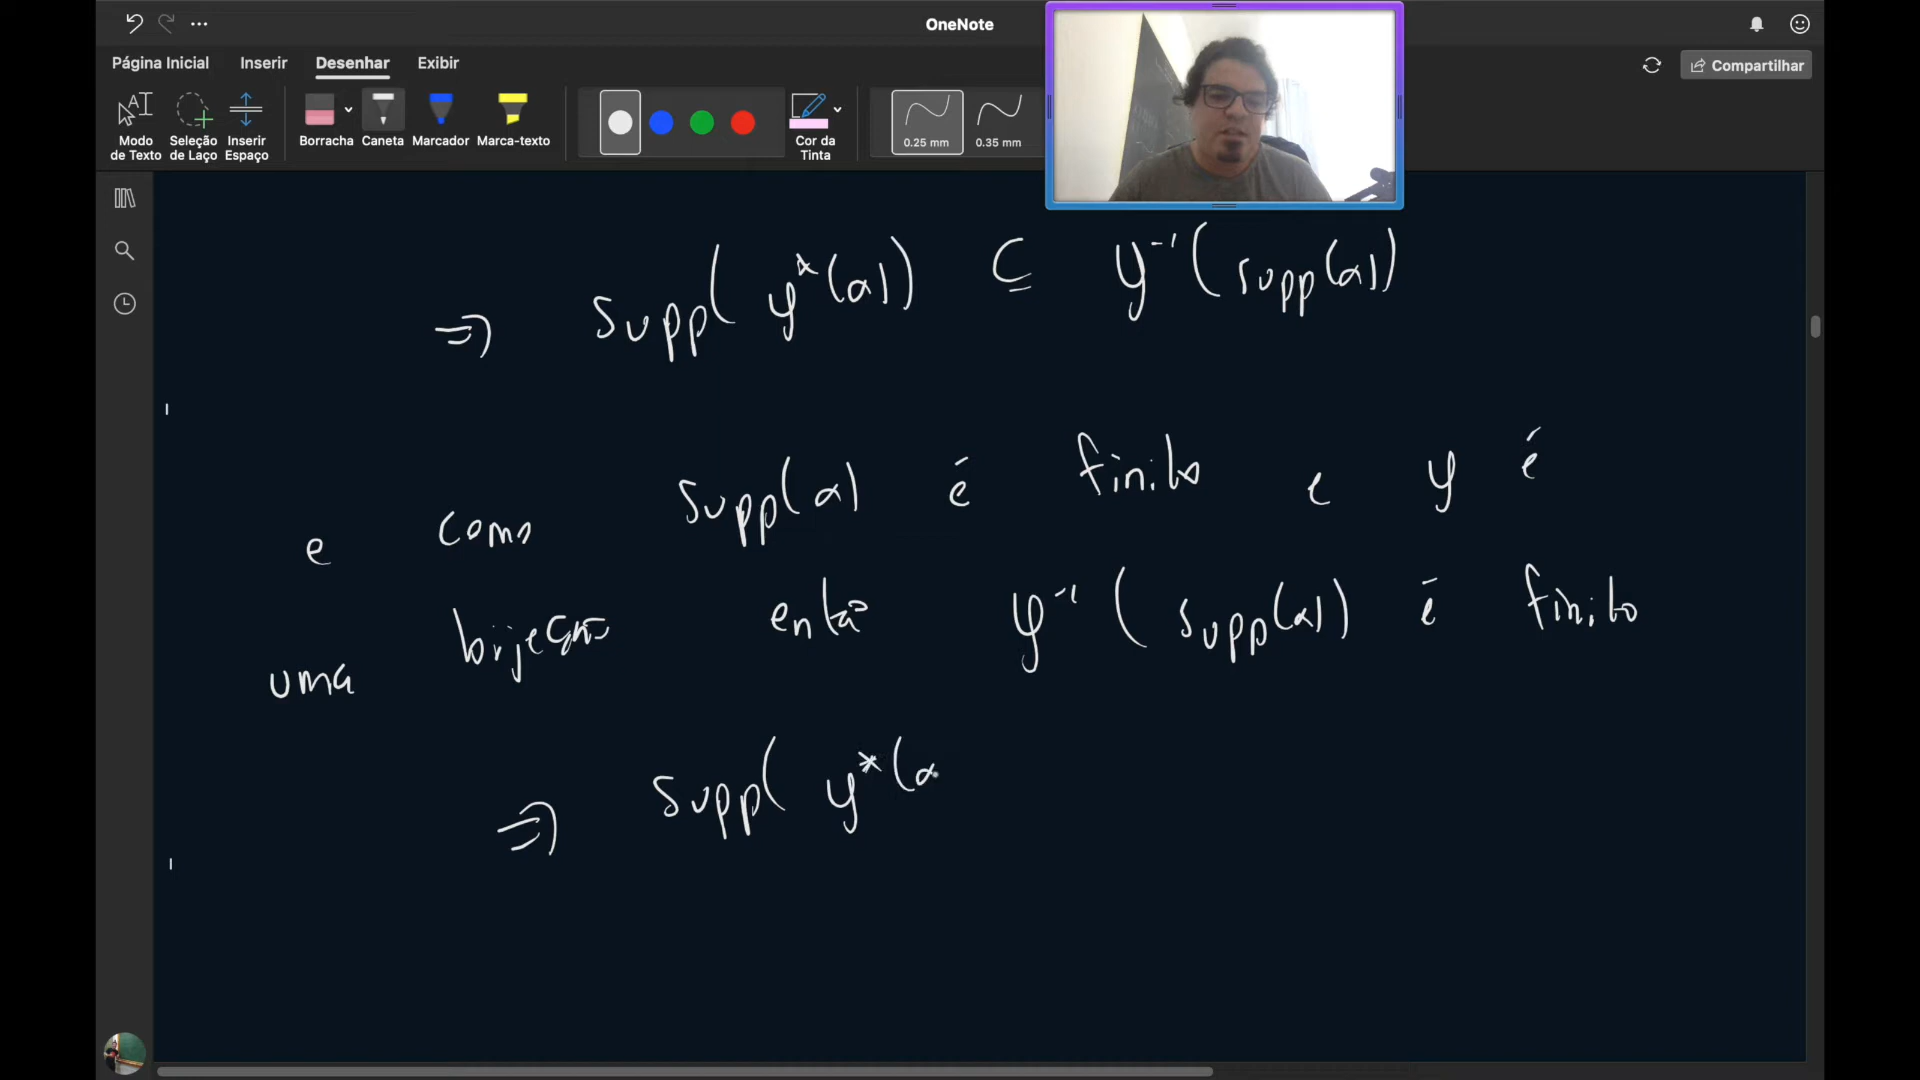 OneNote
Página Inicial Inserir Desenhar Exibir
Compartilhar
Modo de Texto
Seleção de Laço
Inserir Espaço
Borracha Caneta Marcador Marca-texto
Cor da Tinta
0.25 mm 0.35 mm
⇒ supp(φ*(α)) ⊆ φ⁻¹(supp(α))
e como supp(α) é finito e φ é
uma bijeção então φ⁻¹(supp(α)) é finito
⇒ supp(φ*(α